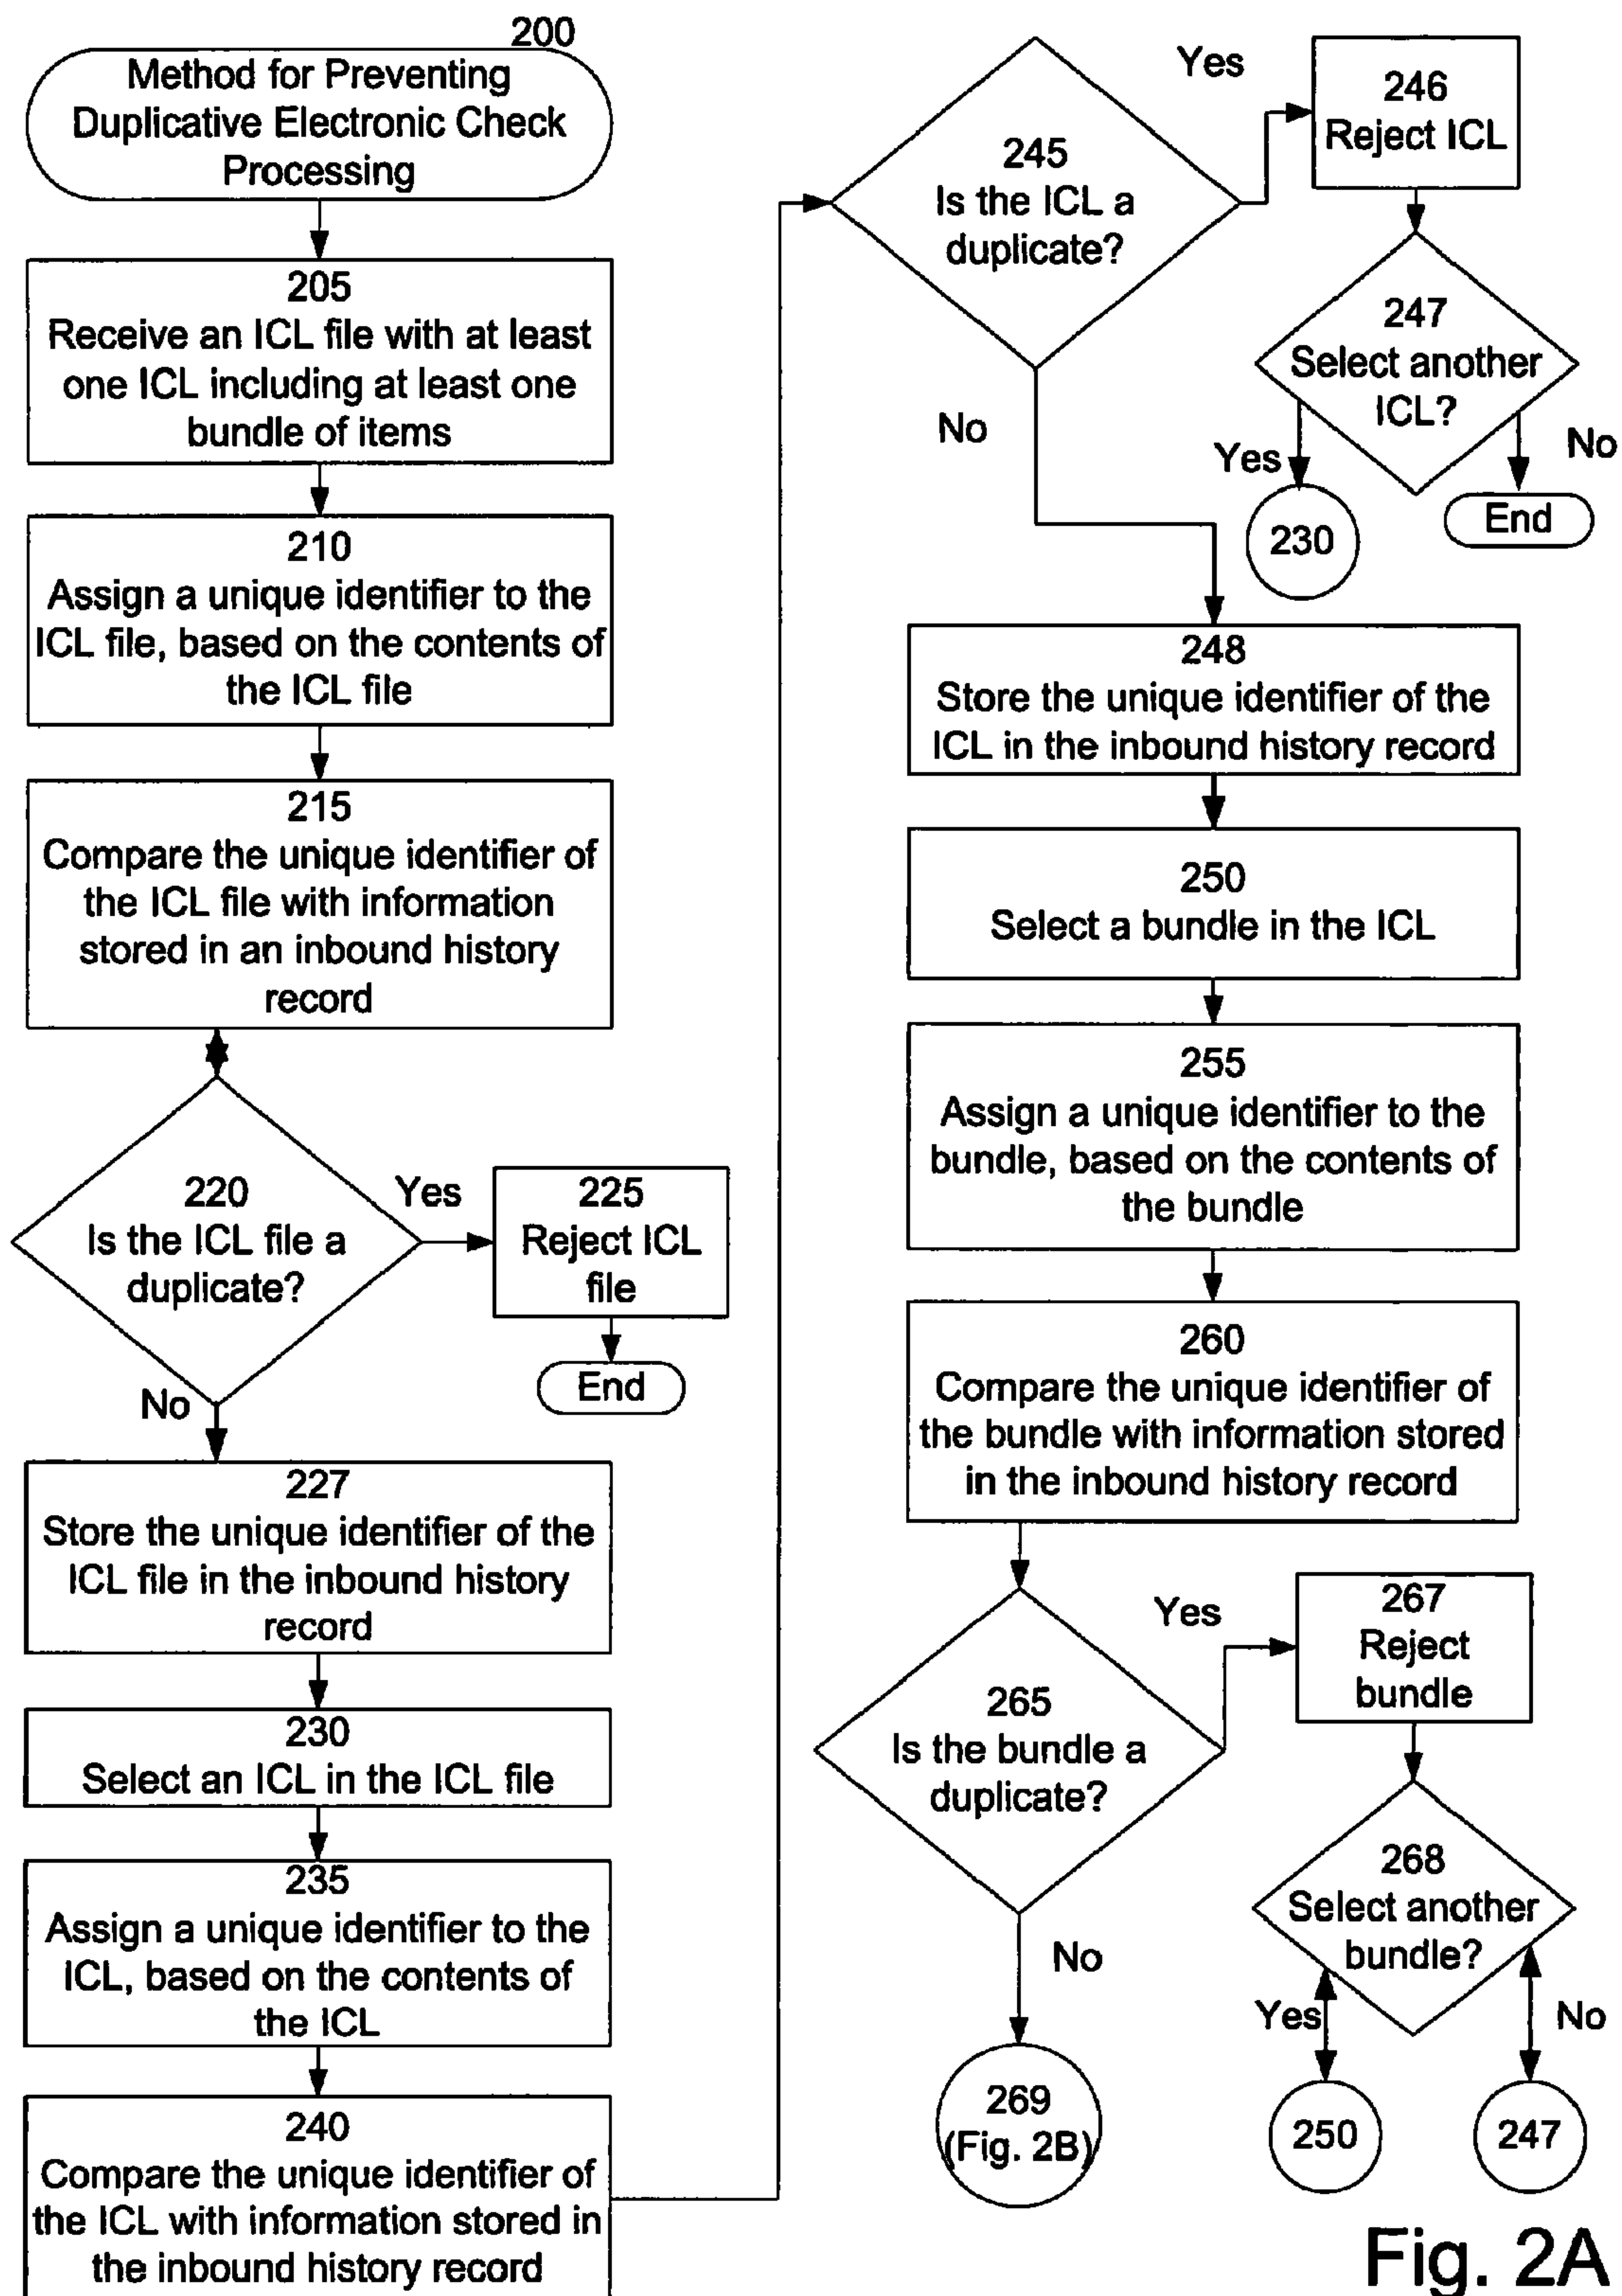 200
Method for Preventing
Duplicative Electronic Check
Processing
205
Receive an ICL file with at least
one ICL including at least one
bundle of items
210
Assign a unique identifier to the
ICL file, based on the contents of
the ICL file
215
Compare the unique identifier of
the ICL file with information
stored in an inbound history
record
220
Is the ICL file a
duplicate?
Yes
225
Reject ICL
file
End
No
227
Store the unique identifier of the
ICL file in the inbound history
record
230
Select an ICL in the ICL file
235
Assign a unique identifier to the
ICL, based on the contents of
the ICL
240
Compare the unique identifier of
the ICL with information stored in
the inbound history record
245
Is the ICL a
duplicate?
Yes
246
Reject ICL
247
Select another
ICL?
Yes
230
No
End
No
248
Store the unique identifier of the
ICL in the inbound history record
250
Select a bundle in the ICL
255
Assign a unique identifier to the
bundle, based on the contents of
the bundle
260
Compare the unique identifier of
the bundle with information stored
in the inbound history record
265
Is the bundle a
duplicate?
Yes
267
Reject
bundle
268
Select another
bundle?
Yes
250
No
247
No
269
(Fig. 2B)
Fig. 2A